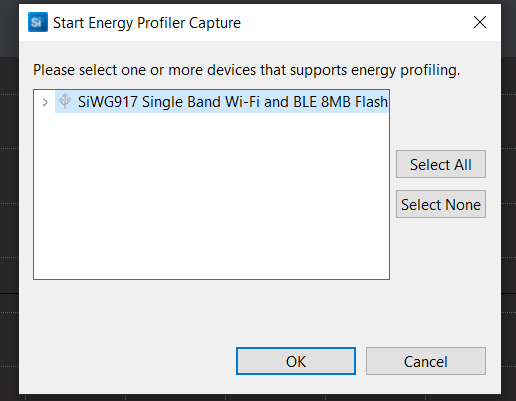 Si
Start Energy Profiler Capture
Please select one or more devices that supports energy profiling.
SiWG917 Single Band Wi-Fi and BLE 8MB Flash
Select All
Select None
OK
Cancel